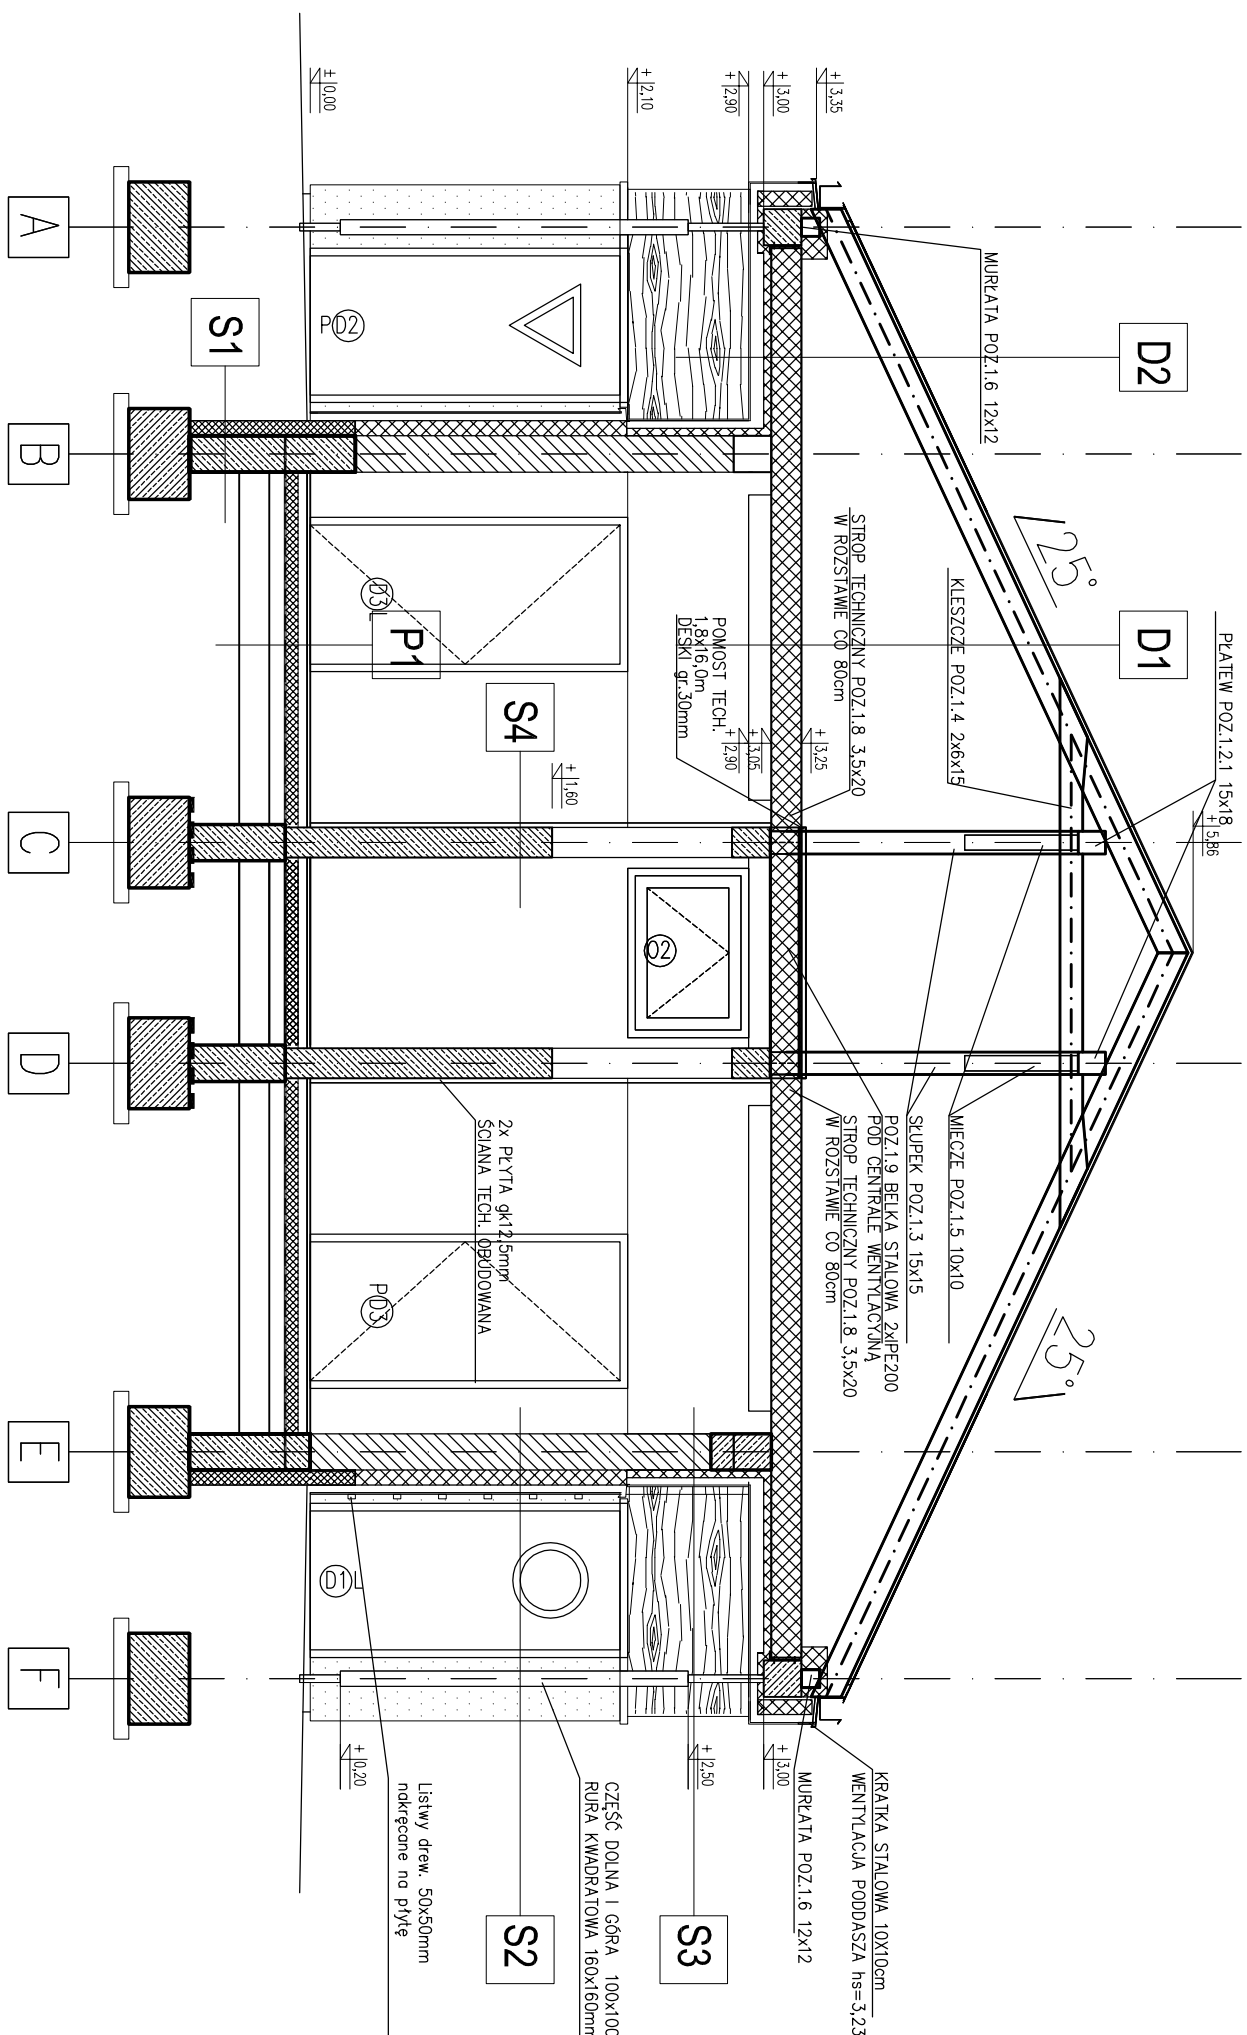 PŁATEW POZ.1.2.1 15x18
+ 5,86
25°
25°
D2
D1
MURŁATA POZ.1.6 12x12
KLESZCZE POZ.1.4 2x6x15
MIECZE POZ.1.5 10x10
SŁUPEK POZ.1.3 15x15
POZ.1.9 BELKA STALOWA 2xIPE200
POD CENTRALE WENTYLACYJNĄ
STROP TECHNICZNY POZ.1.8 3,5x20
W ROZSTAWIE CO 80cm
STROP TECHNICZNY POZ.1.8 3,5x20
W ROZSTAWIE CO 80cm
KRATKA STALOWA 10X10cm
WENTYLACJA PODDASZA hs=3,23
MURŁATA POZ.1.6 12x12
+ 3,35
+ 3,00
+ 2,90
+ 2,10
± 0,00
+ 3,25
+ 3,05
+ 2,90
POMOST TECH.
1,8x16,0m
DESKI gr.30mm
+ 3,00
+ 2,50
+ 0,20
S3
S4
+ 1,60
S2
O2
2x PŁYTA gk12,5mm
ŚCIANA TECH. OBUDOWANA
CZĘŚĆ DOLNA I GÓRA 100x100
RURA KWADRATOWA 160x160mm
Listwy drew. 50x50mm
nakręcane na płytę
PD2
D3L
P1
PD3
D1L
S1
A
B
C
D
E
F